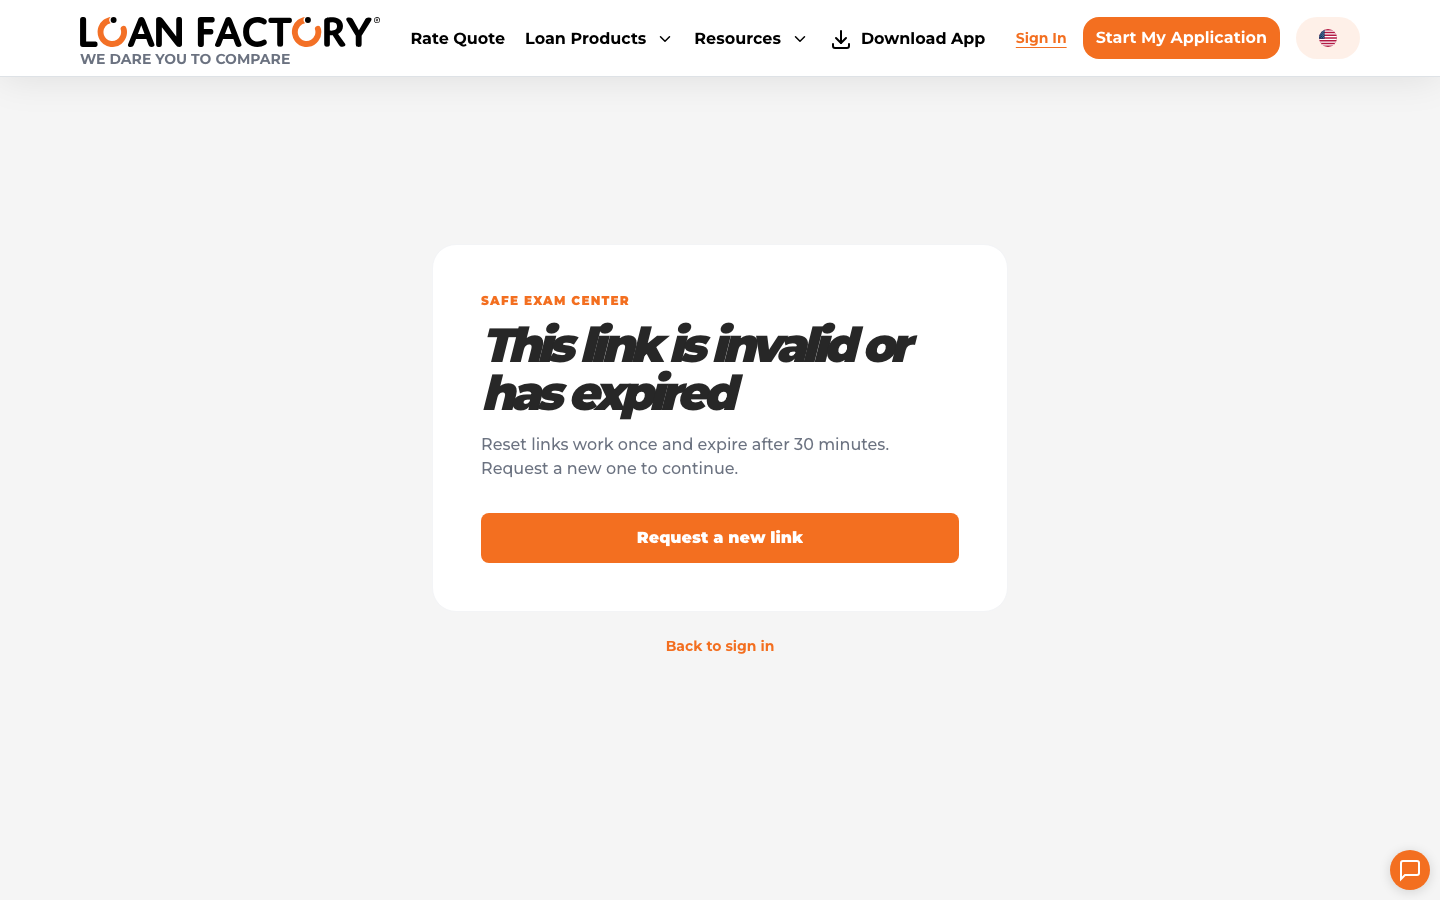 LOAN FACTORY®
WE DARE YOU TO COMPARE
Rate Quote
Loan Products
Resources
Download App
Sign In
Start My Application
SAFE EXAM CENTER
This link is invalid or
has expired
Reset links work once and expire after 30 minutes.
Request a new one to continue.
Request a new link
Back to sign in